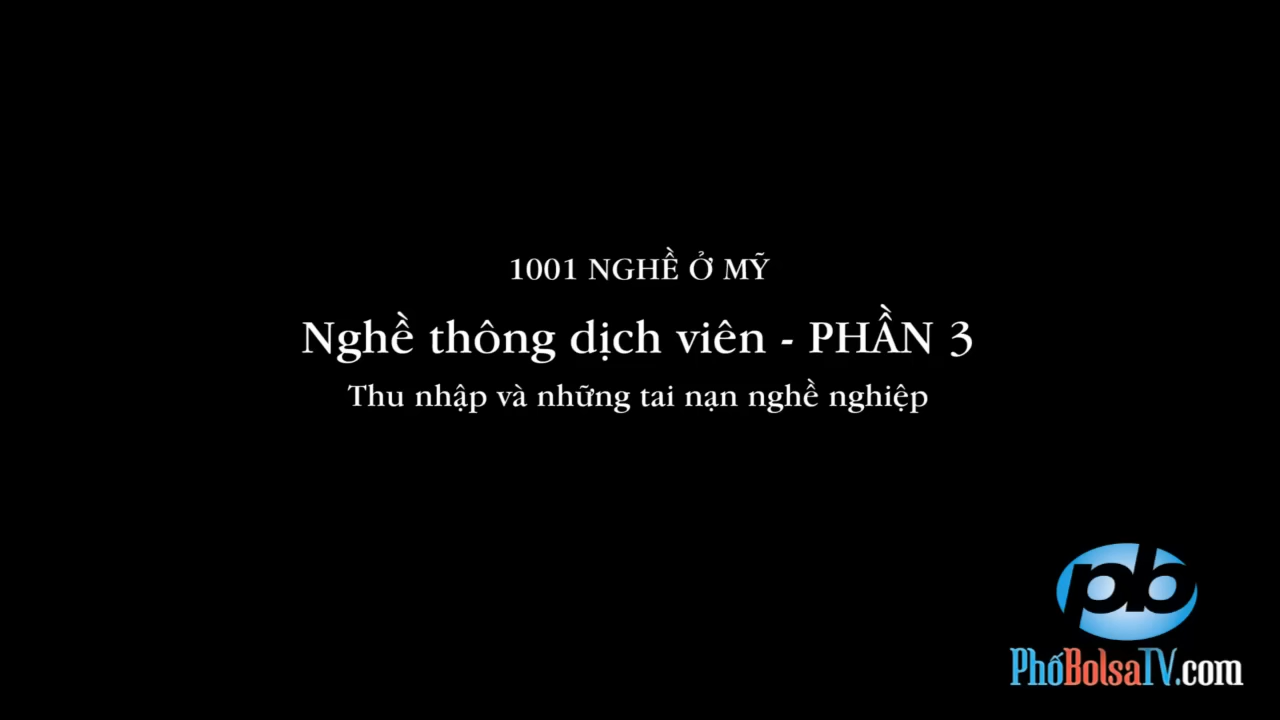 1001 NGHỀ Ở MỸ
Nghề thông dịch viên - PHẦN 3
Thu nhập và những tai nạn nghề nghiệp
pb
PhốBolsaTV.com